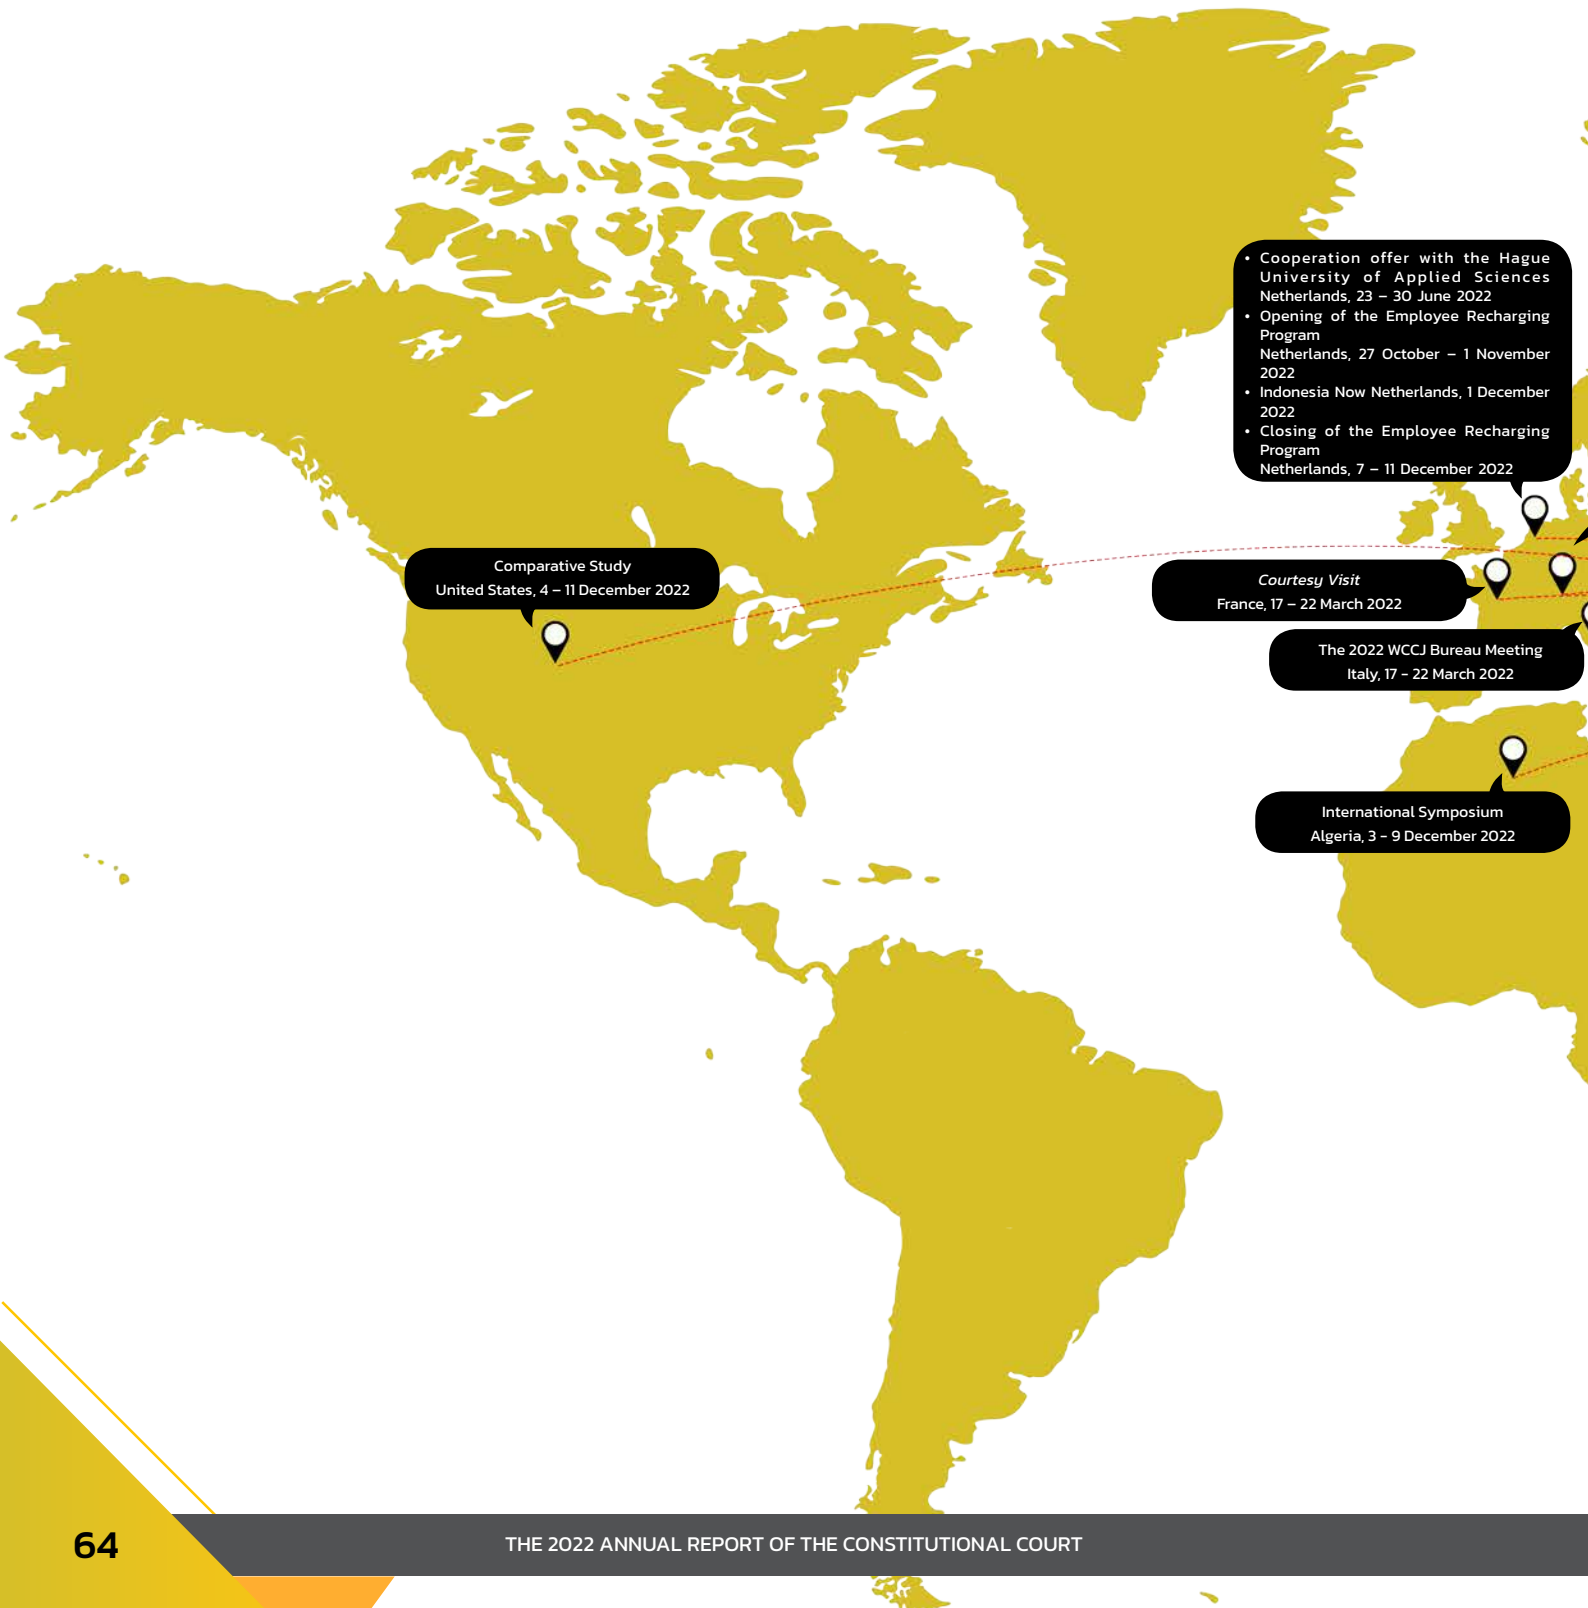 • Cooperation offer with the Hague
University of Applied Sciences
Netherlands, 23 – 30 June 2022
• Opening of the Employee Recharging
Program
Netherlands, 27 October – 1 November
2022
• Indonesia Now Netherlands, 1 December
2022
• Closing of the Employee Recharging
Program
Netherlands, 7 – 11 December 2022
Comparative Study
United States, 4 – 11 December 2022
Courtesy Visit
France, 17 – 22 March 2022
The 2022 WCCJ Bureau Meeting
Italy, 17 - 22 March 2022
International Symposium
Algeria, 3 - 9 December 2022
64
THE 2022 ANNUAL REPORT OF THE CONSTITUTIONAL COURT